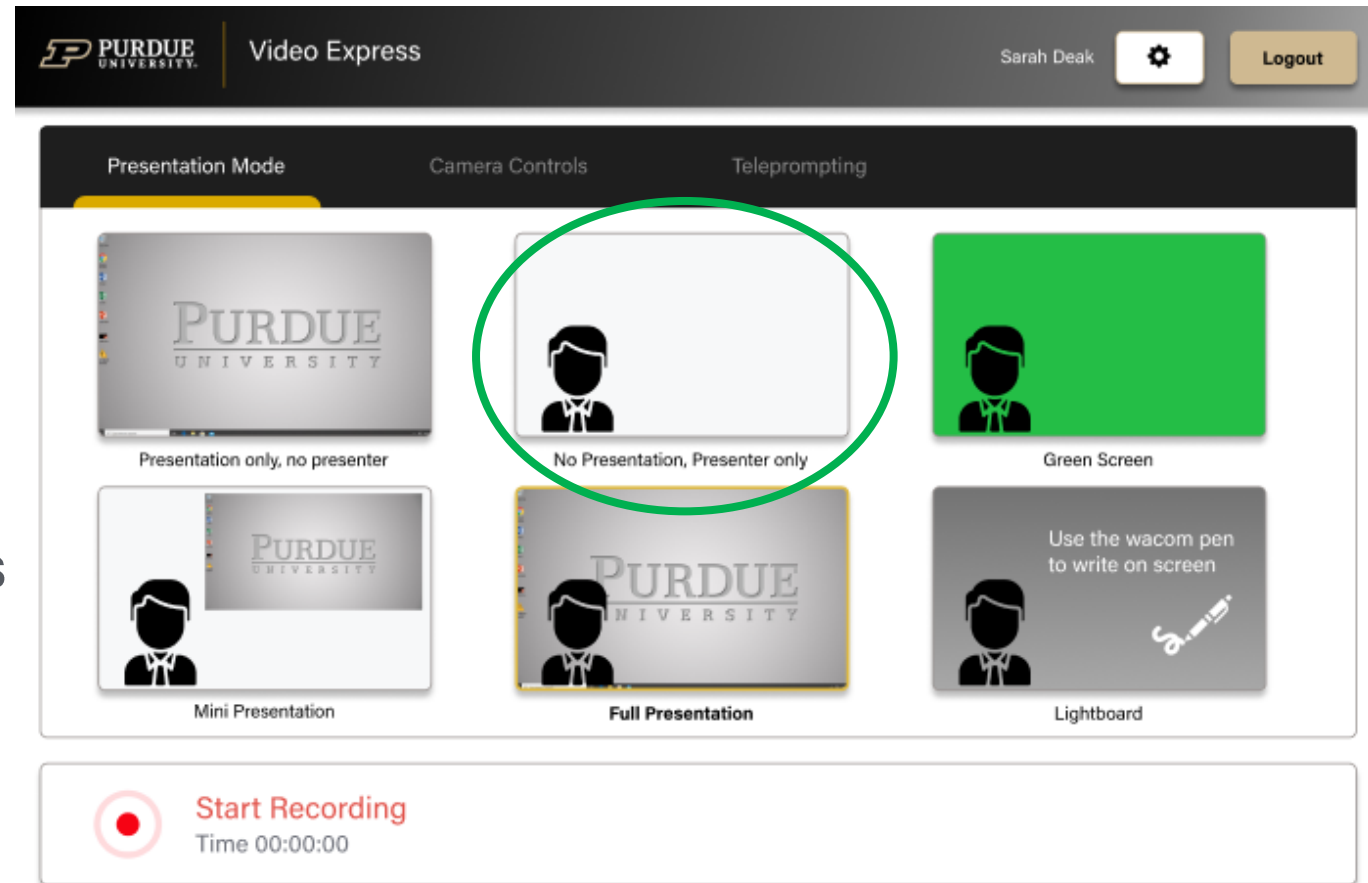 PURDUE UNIVERSITY.
Video Express
Sarah Deak
Logout
Presentation Mode
Camera Controls
Teleprompting
PURDUE
UNIVERSITY
Presentation only, no presenter
No Presentation, Presenter only
Green Screen
s
PURDUE
UNIVERSITY
Mini Presentation
PURDUE
NIVERSITY
Full Presentation
Use the wacom pen
to write on screen
Lightboard
Start Recording
Time 00:00:00